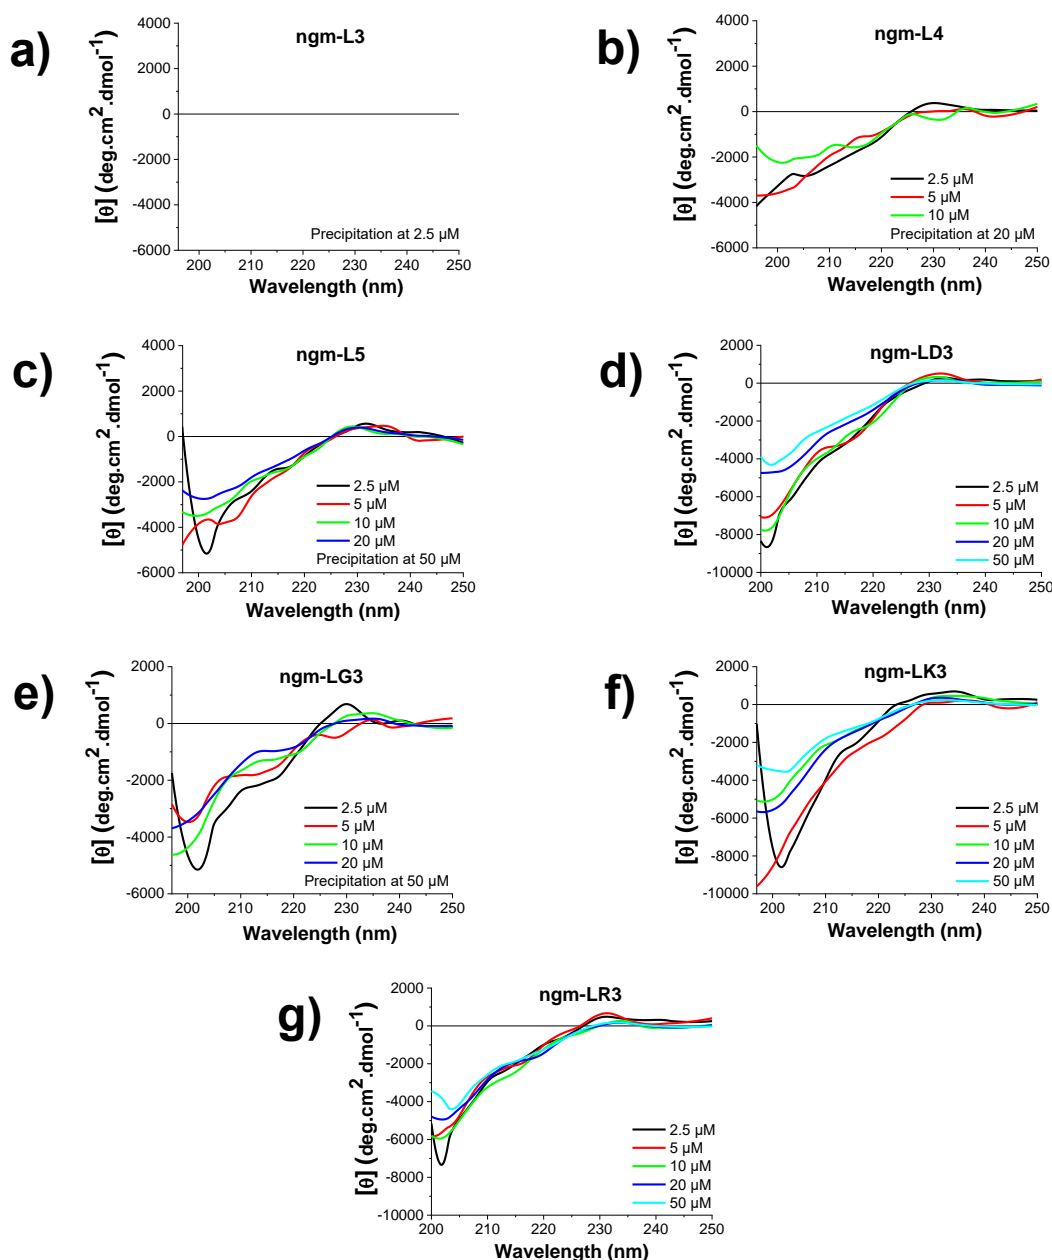 a)
ngm-L3
[θ] (deg.cm².dmol⁻¹)
4000
2000
0
-2000
-4000
-6000
Precipitation at 2.5 µM
200 210 220 230 240 250
Wavelength (nm)
b)
ngm-L4
[θ] (deg.cm².dmol⁻¹)
4000
2000
0
-2000
-4000
-6000
2.5 µM
5 µM
10 µM
Precipitation at 20 µM
200 210 220 230 240 250
Wavelength (nm)
c)
ngm-L5
[θ] (deg.cm².dmol⁻¹)
4000
2000
0
-2000
-4000
-6000
2.5 µM
5 µM
10 µM
20 µM
Precipitation at 50 µM
200 210 220 230 240 250
Wavelength (nm)
d)
ngm-LD3
[θ] (deg.cm².dmol⁻¹)
2000
0
-2000
-4000
-6000
-8000
-10000
2.5 µM
5 µM
10 µM
20 µM
50 µM
200 210 220 230 240 250
Wavelength (nm)
e)
ngm-LG3
[θ] (deg.cm².dmol⁻¹)
2000
0
-2000
-4000
-6000
2.5 µM
5 µM
10 µM
20 µM
Precipitation at 50 µM
200 210 220 230 240 250
Wavelength (nm)
f)
ngm-LK3
[θ] (deg.cm².dmol⁻¹)
2000
0
-2000
-4000
-6000
-8000
-10000
2.5 µM
5 µM
10 µM
20 µM
50 µM
200 210 220 230 240 250
Wavelength (nm)
g)
ngm-LR3
[θ] (deg.cm².dmol⁻¹)
2000
0
-2000
-4000
-6000
-8000
-10000
2.5 µM
5 µM
10 µM
20 µM
50 µM
200 210 220 230 240 250
Wavelength (nm)